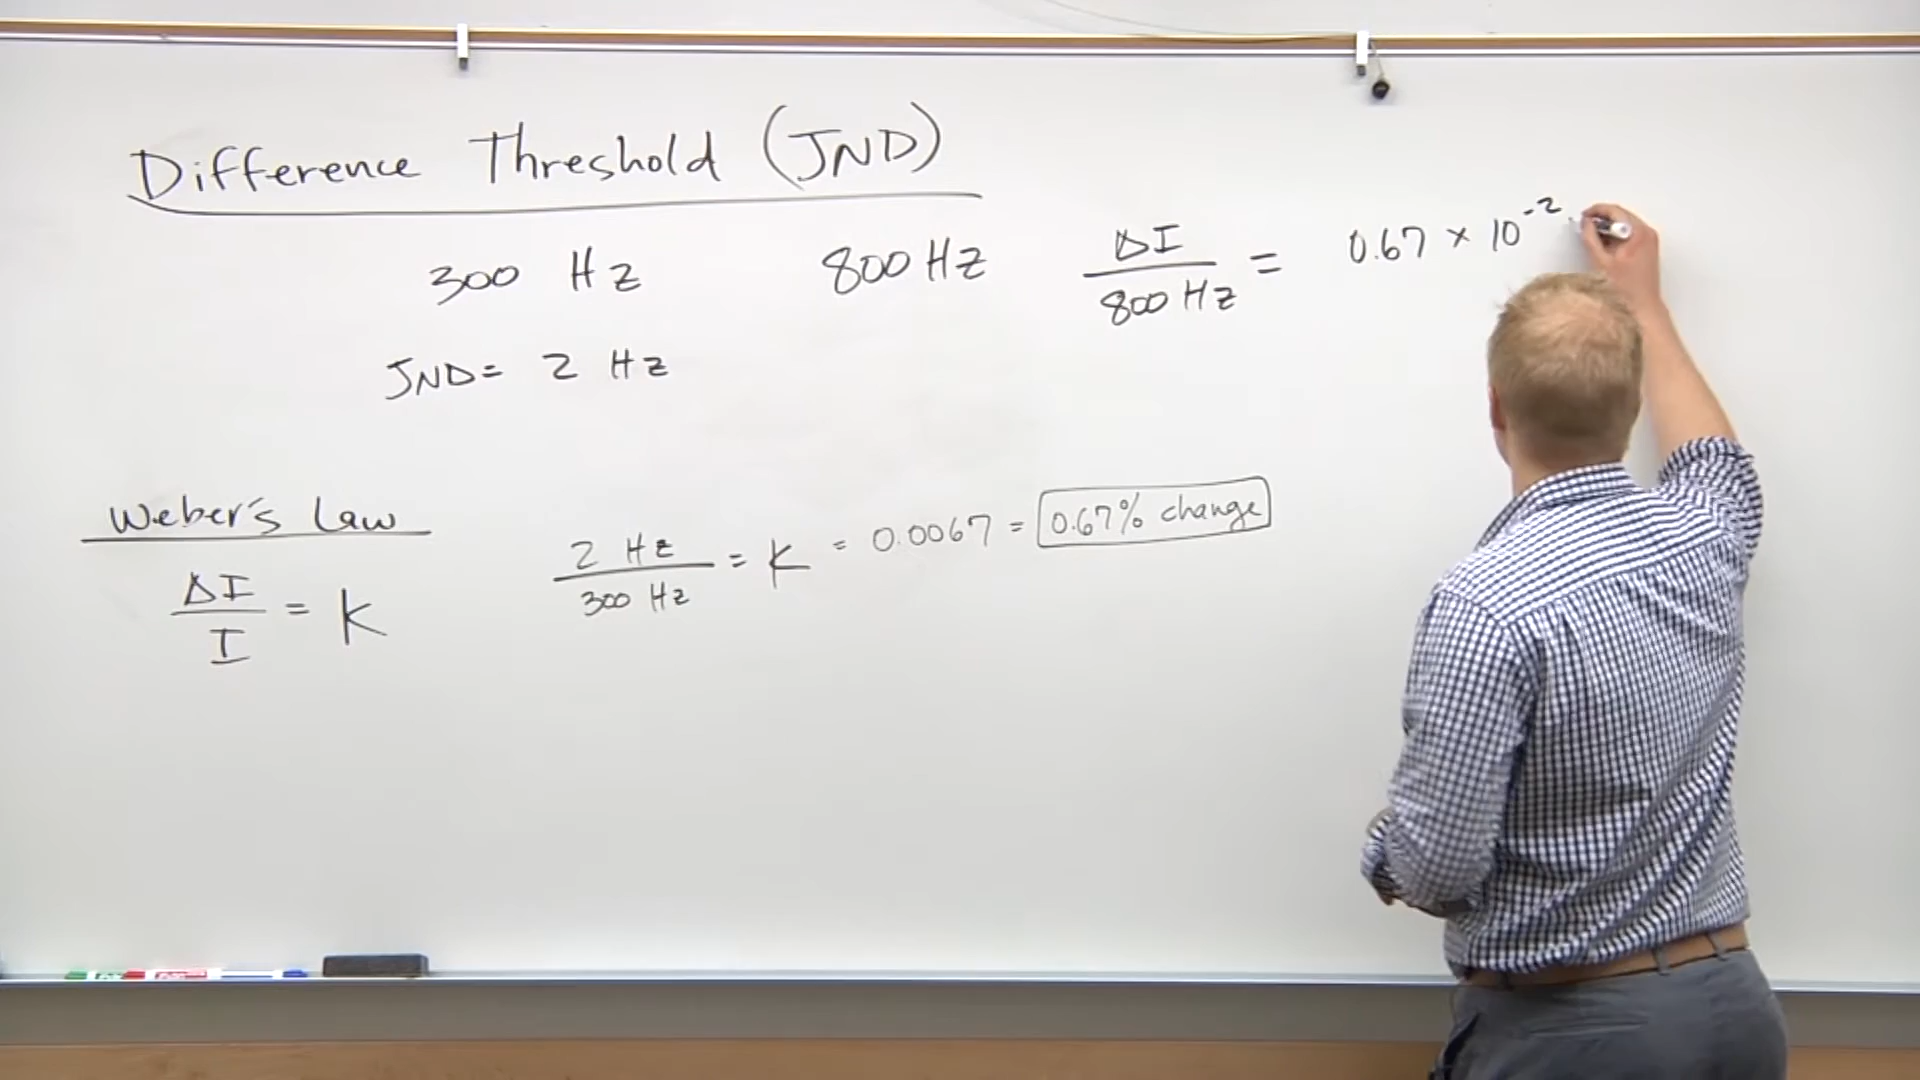 Difference Threshold (JND)
300 Hz
800 Hz
ΔI
800 Hz
= 0.67 × 10⁻²
JND = 2 Hz
Weber's Law
ΔI
I
= K
2 Hz
300 Hz
= K = 0.0067 = 0.67% change